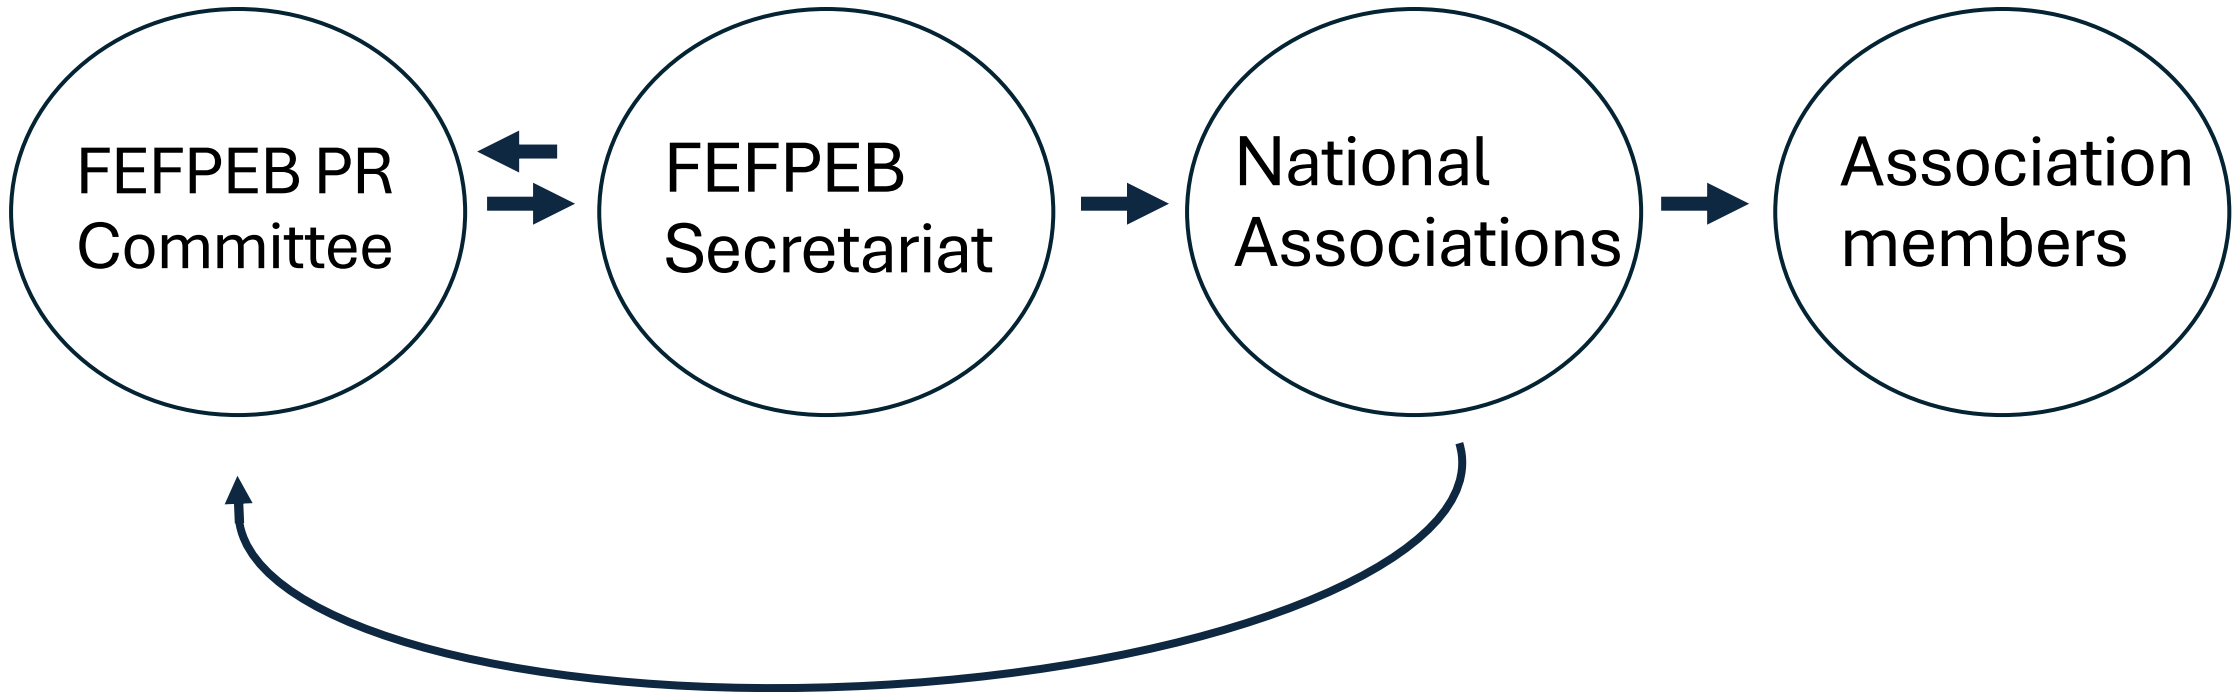 FEFPEB PR
Committee
FEFPEB
Secretariat
National
Associations
Association
members